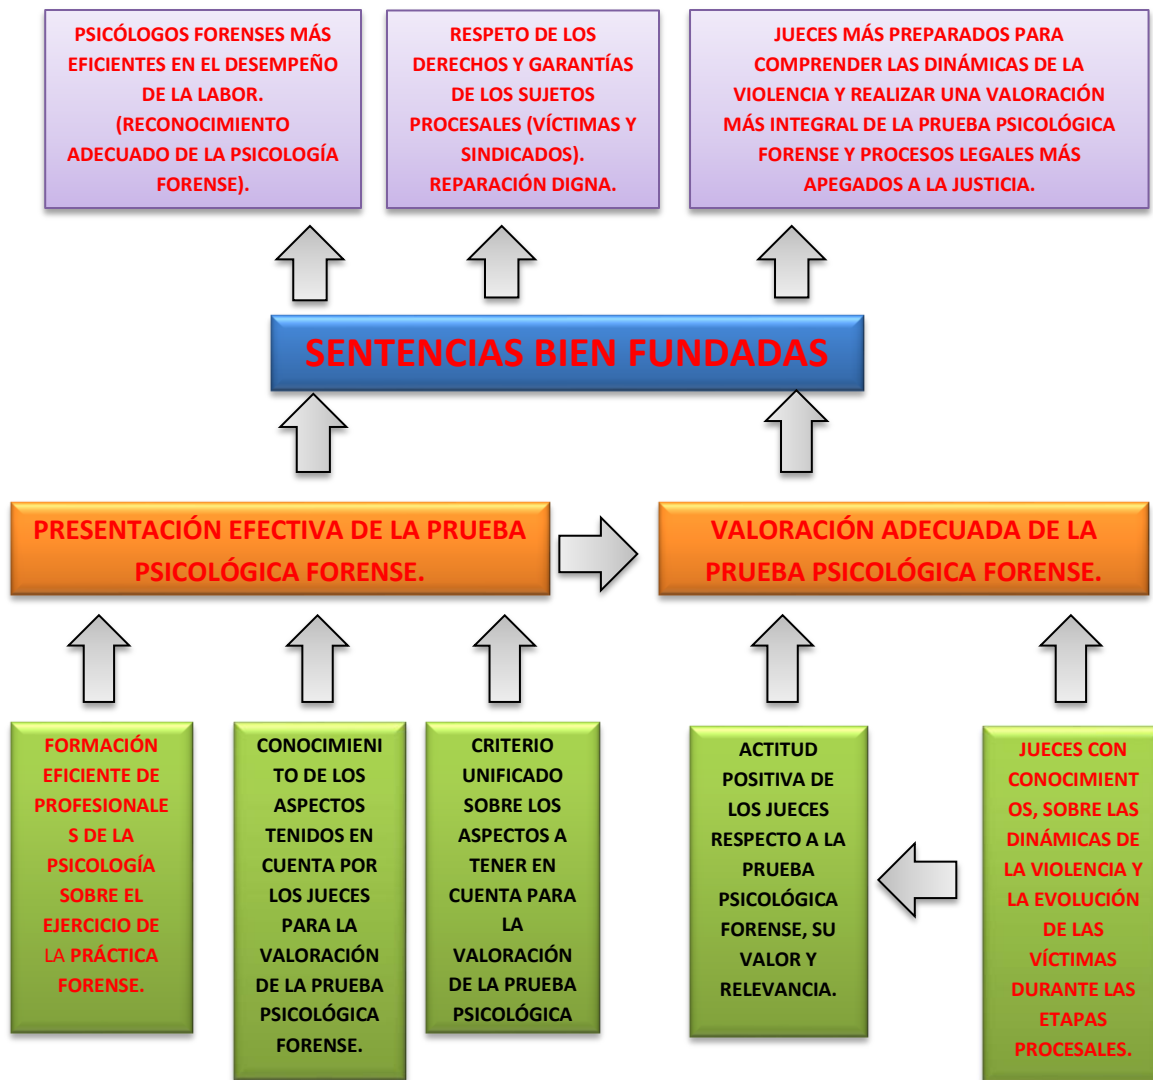 PSICÓLOGOS FORENSES MÁS
EFICIENTES EN EL DESEMPEÑO
DE LA LABOR.
(RECONOCIMIENTO
ADECUADO DE LA PSICOLOGÍA
FORENSE).
RESPETO DE LOS
DERECHOS Y GARANTÍAS
DE LOS SUJETOS
PROCESALES (VÍCTIMAS Y
SINDICADOS).
REPARACIÓN DIGNA.
JUECES MÁS PREPARADOS PARA
COMPRENDER LAS DINÁMICAS DE LA
VIOLENCIA Y REALIZAR UNA VALORACIÓN
MÁS INTEGRAL DE LA PRUEBA PSICOLÓGICA
FORENSE Y PROCESOS LEGALES MÁS
APEGADOS A LA JUSTICIA.
SENTENCIAS BIEN FUNDADAS
PRESENTACIÓN EFECTIVA DE LA PRUEBA
PSICOLÓGICA FORENSE.
VALORACIÓN ADECUADA DE LA
PRUEBA PSICOLÓGICA FORENSE.
FORMACIÓN
EFICIENTE DE
PROFESIONALE
S DE LA
PSICOLOGÍA
SOBRE EL
EJERCICIO DE
LA PRÁCTICA
FORENSE.
CONOCIMIENI
TO DE LOS
ASPECTOS
TENIDOS EN
CUENTA POR
LOS JUECES
PARA LA
VALORACIÓN
DE LA PRUEBA
PSICOLÓGICA
FORENSE.
CRITERIO
UNIFICADO
SOBRE LOS
ASPECTOS A
TENER EN
CUENTA PARA
LA
VALORACIÓN
DE LA PRUEBA
PSICOLÓGICA
ACTITUD
POSITIVA DE
LOS JUECES
RESPECTO A LA
PRUEBA
PSICOLÓGICA
FORENSE, SU
VALOR Y
RELEVANCIA.
JUECES CON
CONOCIMIENT
OS, SOBRE LAS
DINÁMICAS DE
LA VIOLENCIA Y
LA EVOLUCIÓN
DE LAS
VÍCTIMAS
DURANTE LAS
ETAPAS
PROCESALES.